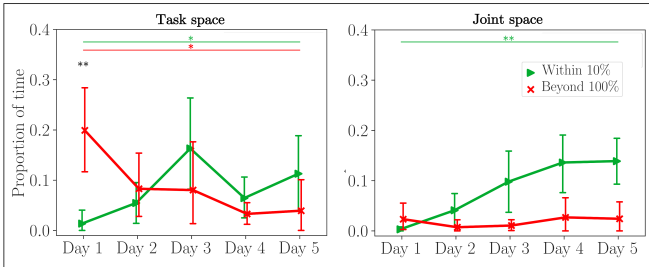 Task space
Joint space
0.4
0.3
0.2
0.1
0.0
Proportion of time
*
*
**
Day 1
Day 2
Day 3
Day 4
Day 5
0.4
0.3
0.2
0.1
0.0
**
Within 10%
Beyond 100%
Day 1
Day 2
Day 3
Day 4
Day 5